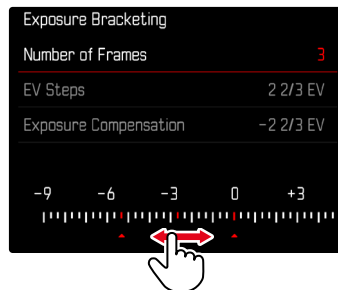 Exposure Bracketing
Number of Frames 3
EV Steps 2 2/3 EV
Exposure Compensation -2 2/3 EV
-9 -6 -3 0 +3